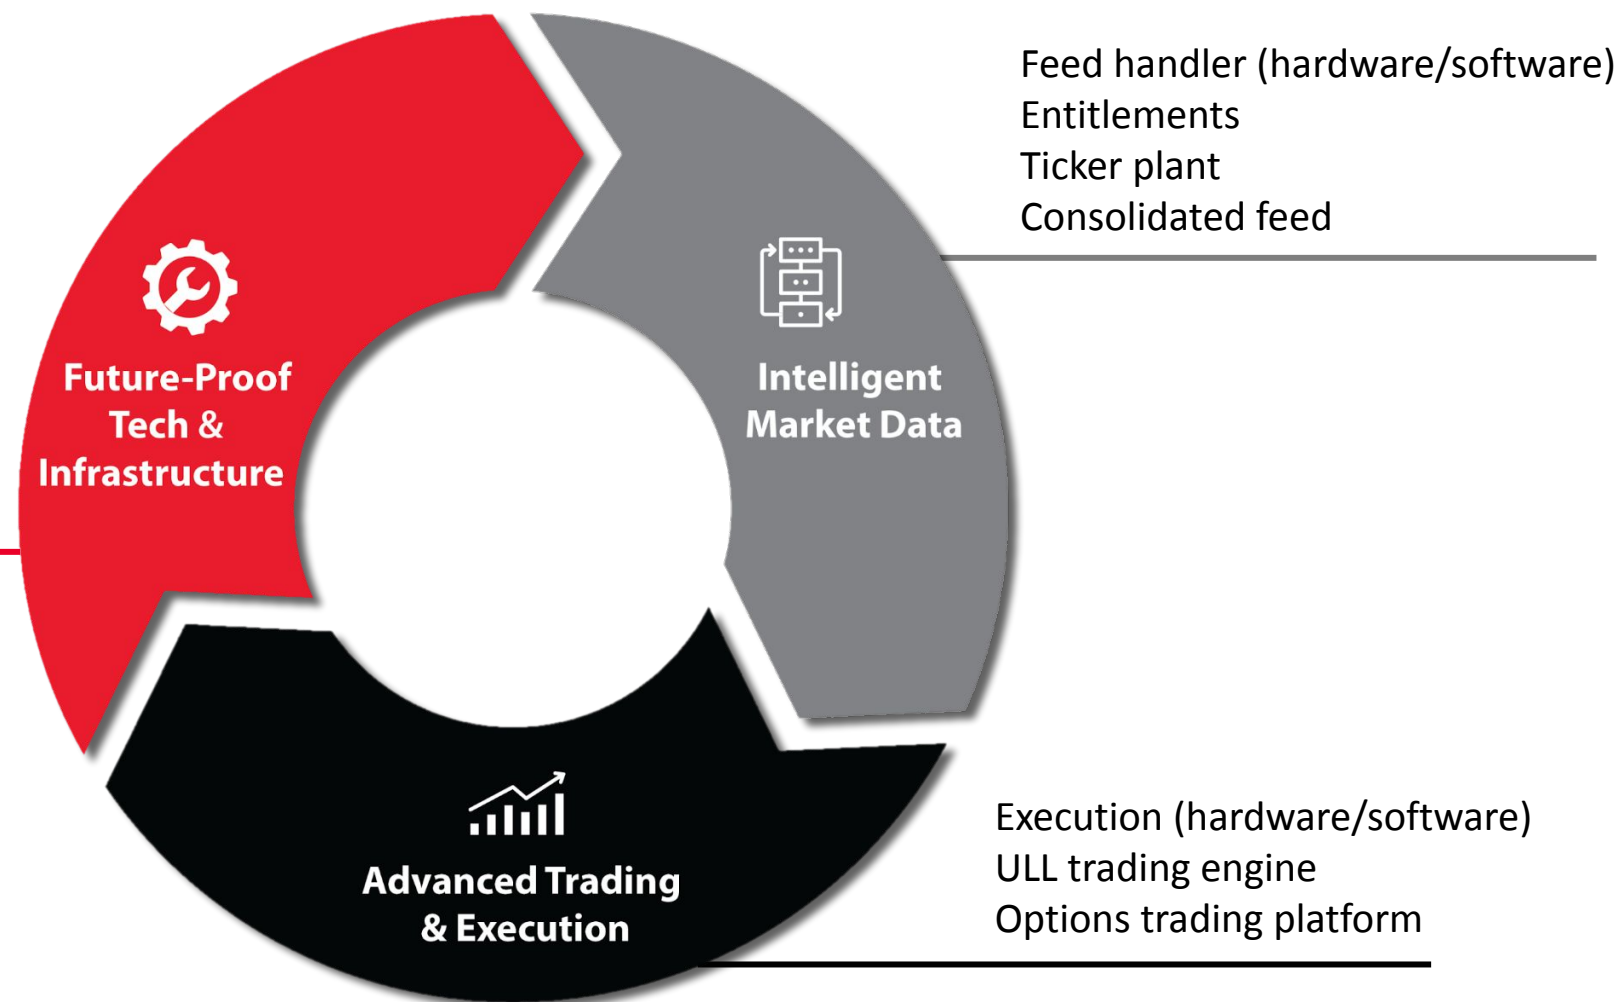 Feed handler (hardware/software)
Entitlements
Ticker plant
Consolidated feed
Future-Proof
Tech &
Infrastructure
Intelligent
Market Data
Advanced Trading
& Execution
Execution (hardware/software)
ULL trading engine
Options trading platform